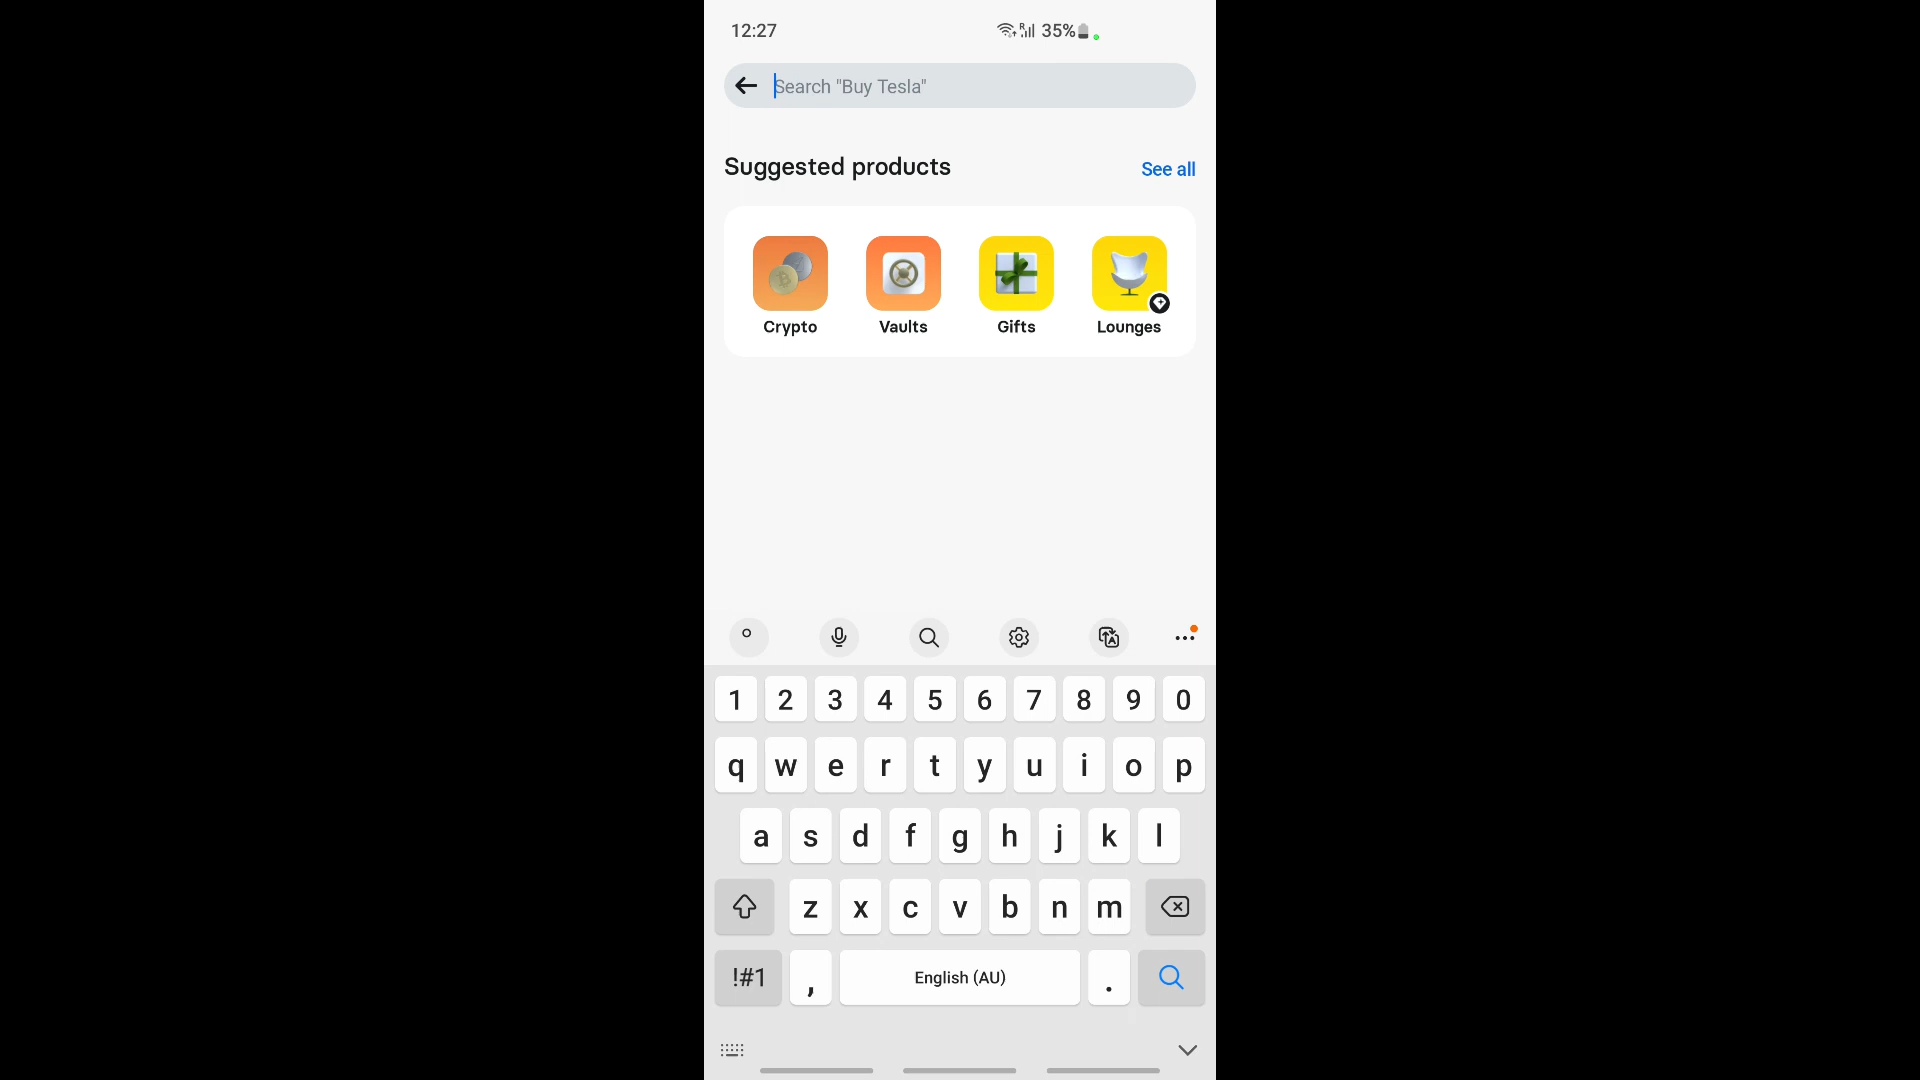 12:27
35%
Search "Buy Tesla"
Suggested products
See all
Crypto Vaults Gifts Lounges
1 2 3 4 5 6 7 8 9 0
q w e r t y u i o p
a s d f g h j k l
z x c v b n m
!#1 , English (AU) .